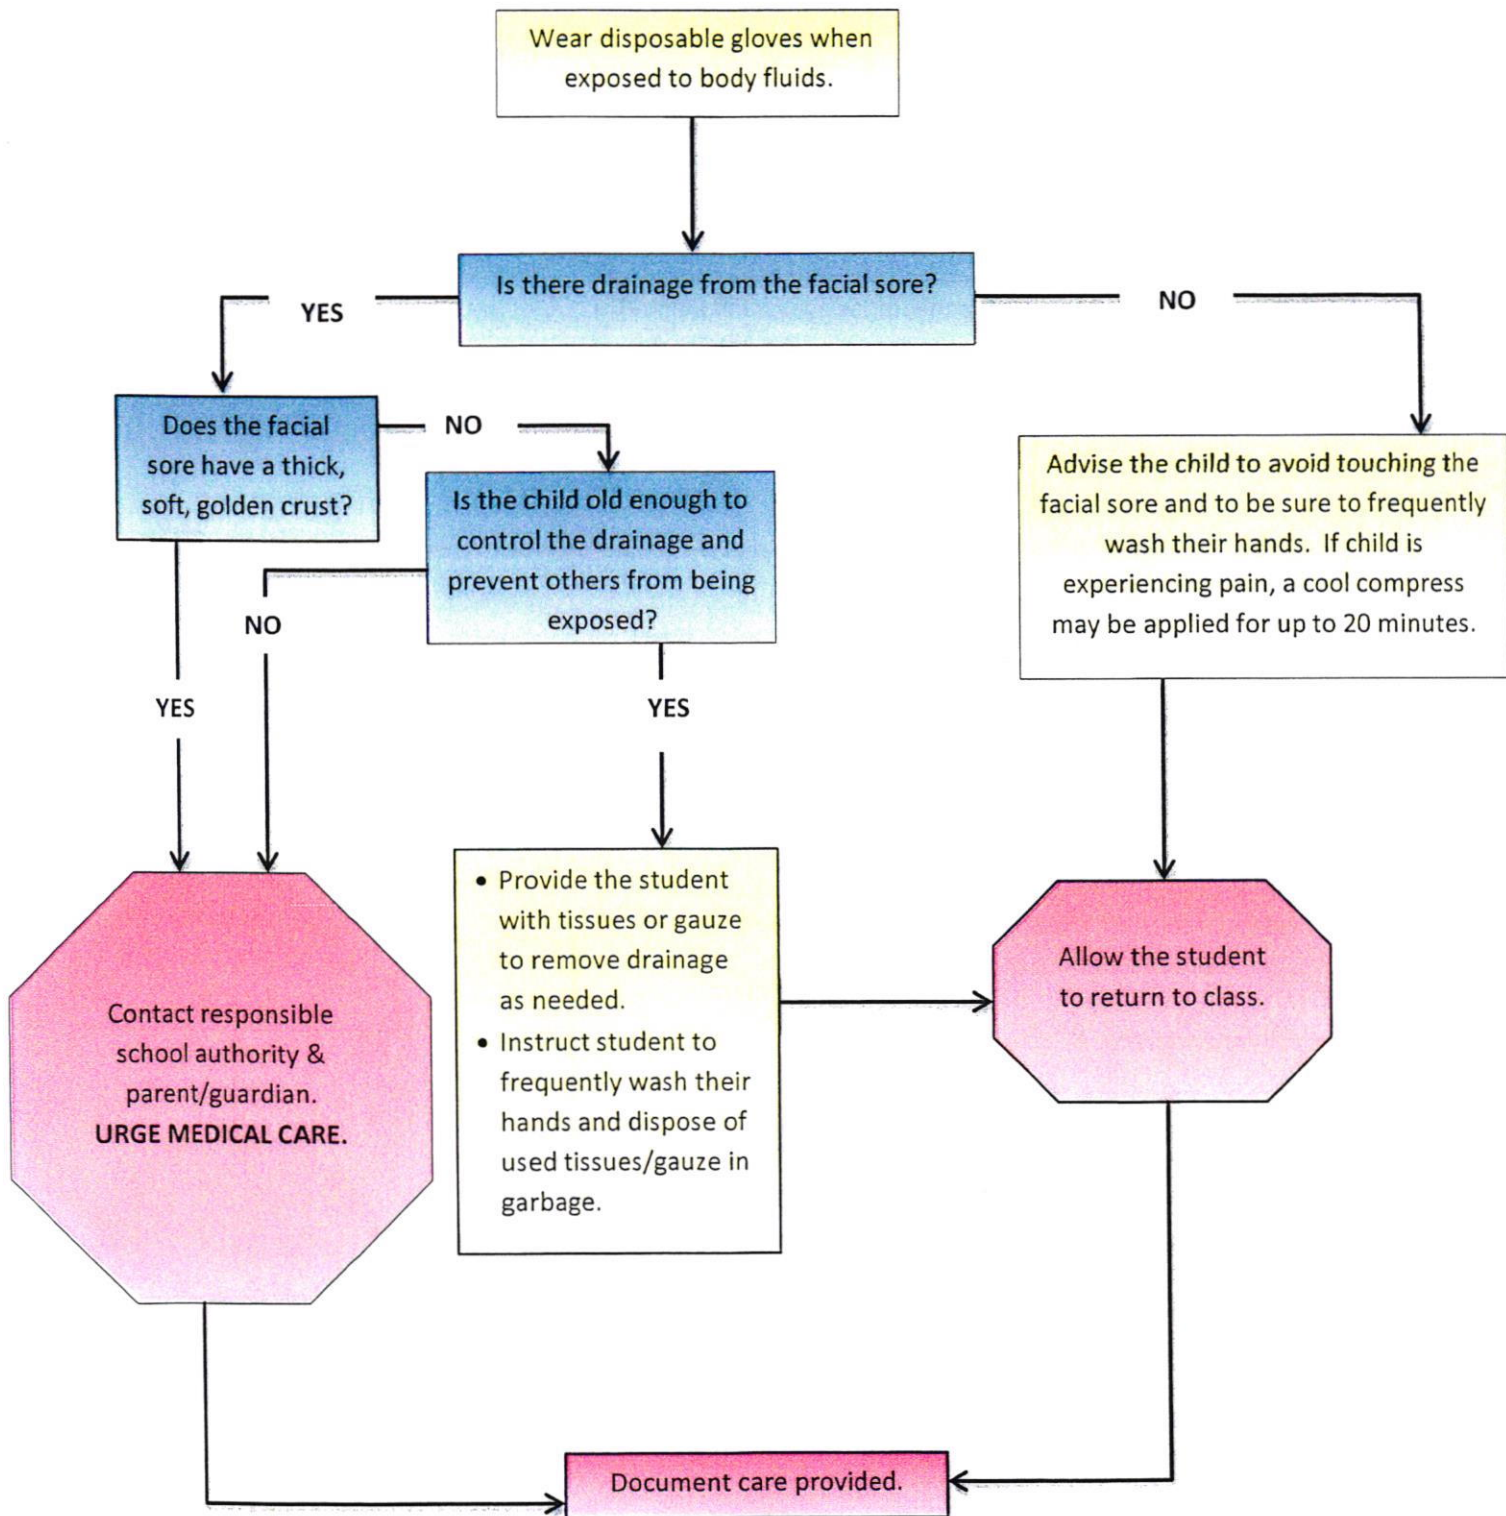 Wear disposable gloves when
exposed to body fluids.
Is there drainage from the facial sore?
YES
NO
Does the facial
sore have a thick,
soft, golden crust?
NO
Is the child old enough to
control the drainage and
prevent others from being
exposed?
Advise the child to avoid touching the
facial sore and to be sure to frequently
wash their hands.  If child is
experiencing pain, a cool compress
may be applied for up to 20 minutes.
NO
YES
YES
• Provide the student
with tissues or gauze
to remove drainage
as needed.
• Instruct student to
frequently wash their
hands and dispose of
used tissues/gauze in
garbage.
Allow the student
to return to class.
Contact responsible
school authority &
parent/guardian.
URGE MEDICAL CARE.
Document care provided.